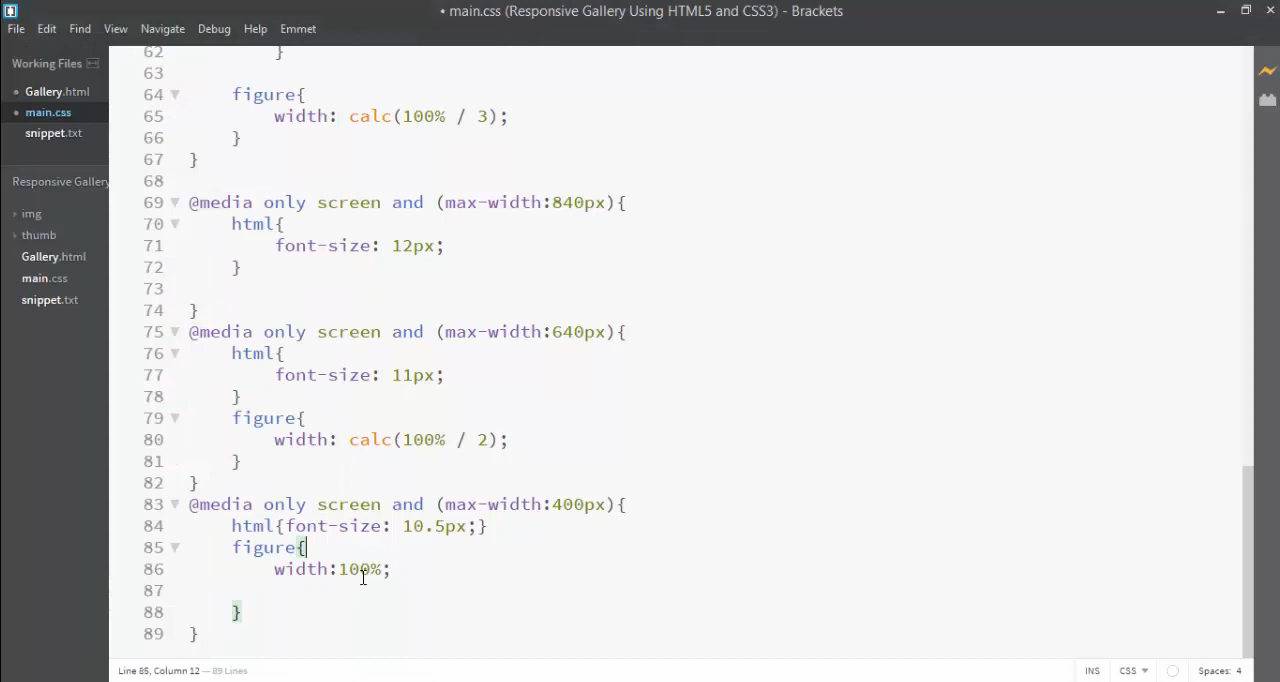 • main.css (Responsive Gallery Using HTML5 and CSS3) - Brackets
File Edit Find View Navigate Debug Help Emmet
Working Files
Gallery.html
main.css
snippet.txt
Responsive Gallery
img
thumb
Gallery.html
main.css
snippet.txt
62 }
63
64 figure{
65 width: calc(100% / 3);
66 }
67 }
68
69 @media only screen and (max-width:840px){
70 html{
71 font-size: 12px;
72 }
73
74 }
75 @media only screen and (max-width:640px){
76 html{
77 font-size: 11px;
78 }
79 figure{
80 width: calc(100% / 2);
81 }
82 }
83 @media only screen and (max-width:400px){
84 html{font-size: 10.5px;}
85 figure{
86 width:100%;
87
88 }
89 }
Line 85, Column 12 — 89 Lines
INS CSS Spaces: 4